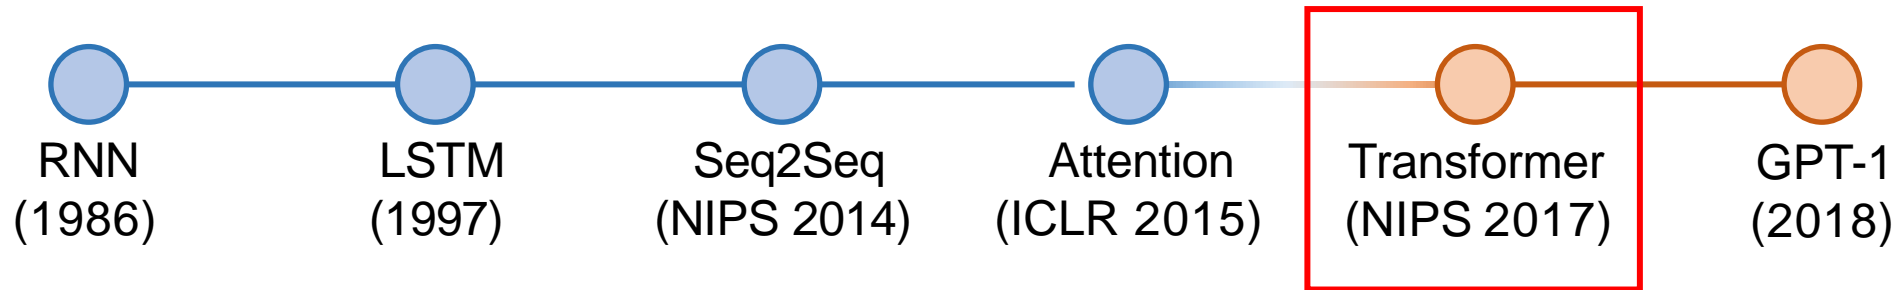 RNN
(1986)
LSTM
(1997)
Seq2Seq
(NIPS 2014)
Attention
(ICLR 2015)
Transformer
(NIPS 2017)
GPT-1
(2018)